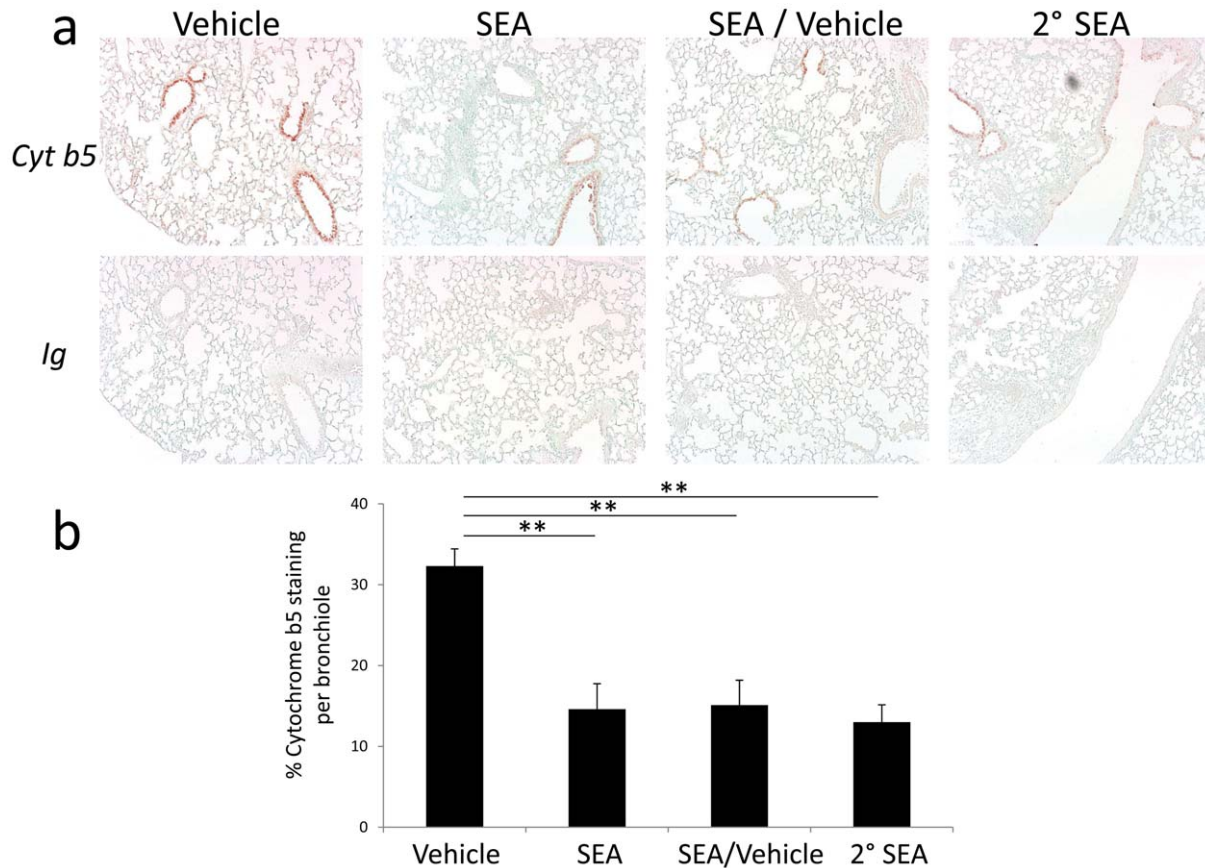 a
Vehicle SEA SEA / Vehicle 2° SEA
Cyt b5
Ig
b
% Cytochrome b5 staining
per bronchiole
40
30
20
10
0
**
**
**
Vehicle SEA SEA/Vehicle 2° SEA